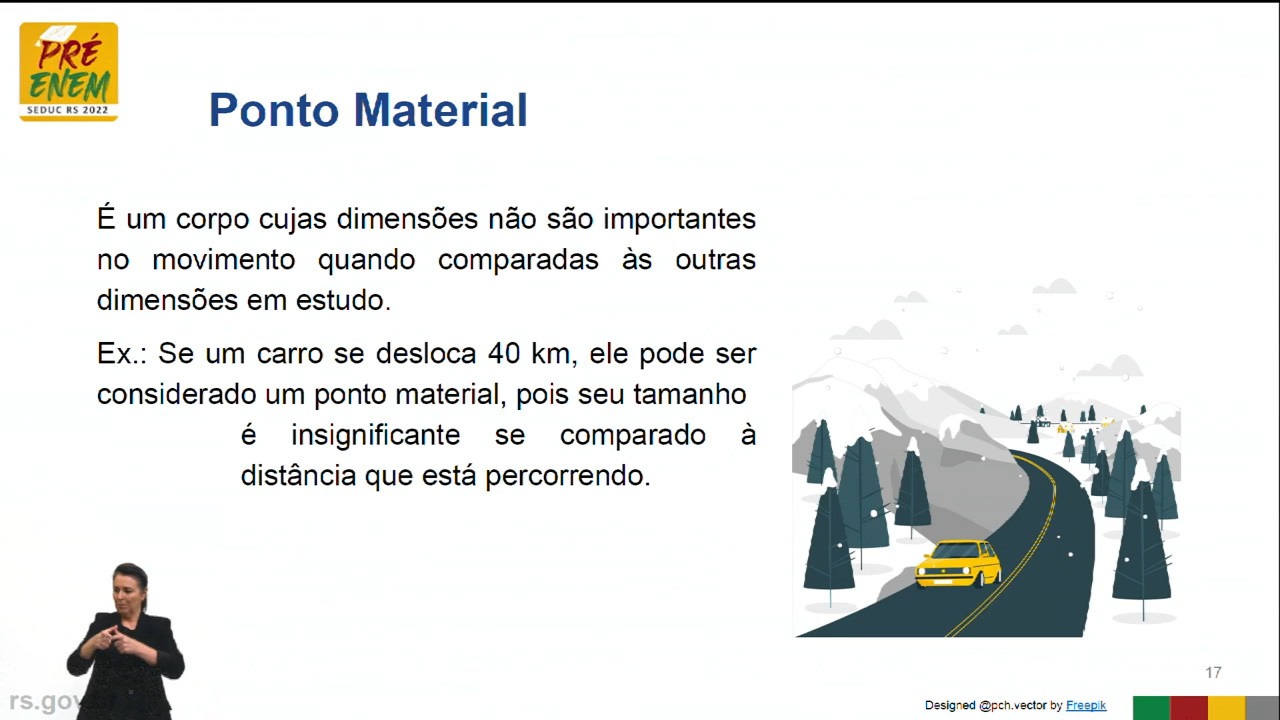 PRÉ
ENEM
SEDUC RS 2022
Ponto Material
É um corpo cujas dimensões não são importantes
no movimento quando comparadas às outras
dimensões em estudo.
Ex.: Se um carro se desloca 40 km, ele pode ser
considerado um ponto material, pois seu tamanho
é insignificante se comparado à
distância que está percorrendo.
17
rs.gov
Designed @pch.vector by Freepik